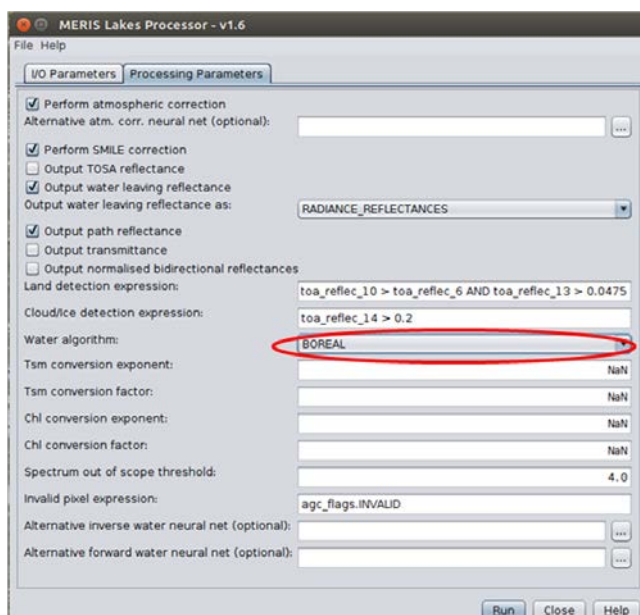 MERIS Lakes Processor - v1.6
File Help
I/O Parameters Processing Parameters
Perform atmospheric correction
Alternative atm. corr. neural net (optional): ...
Perform SMILE correction
Output TOSA reflectance
Output water leaving reflectance
Output water leaving reflectance as: RADIANCE_REFLECTANCES
Output path reflectance
Output transmittance
Output normalised bidirectional reflectances
Land detection expression: toa_reflec_10 > toa_reflec_6 AND toa_reflec_13 > 0.0475
Cloud/Ice detection expression: toa_reflec_14 > 0.2
Water algorithm: BOREAL
Tsm conversion exponent: NaN
Tsm conversion factor: NaN
Chl conversion exponent: NaN
Chl conversion factor: NaN
Spectrum out of scope threshold: 4.0
Invalid pixel expression: agc_flags.INVALID
Alternative inverse water neural net (optional): ...
Alternative forward water neural net (optional): ...
Run Close Help